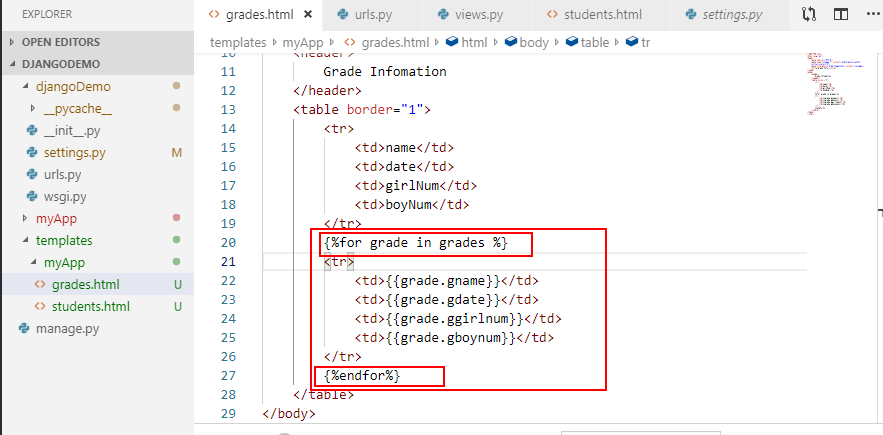 EXPLORER
OPEN EDITORS
DJANGODEMO
djangoDemo
__pycache__
__init__.py
settings.py M
urls.py
wsgi.py
myApp
templates
myApp
grades.html U
students.html U
manage.py
grades.html urls.py views.py students.html settings.py
templates myApp <> grades.html html body table tr
10 <header>
11 Grade Infomation
12 </header>
13 <table border="1">
14 <tr>
15 <td>name</td>
16 <td>date</td>
17 <td>girlNum</td>
18 <td>boyNum</td>
19 </tr>
20 {%for grade in grades %}
21 <tr>
22 <td>{{grade.gname}}</td>
23 <td>{{grade.gdate}}</td>
24 <td>{{grade.ggirlnum}}</td>
25 <td>{{grade.gboynum}}</td>
26 </tr>
27 {%endfor%}
28 </table>
29 </body>